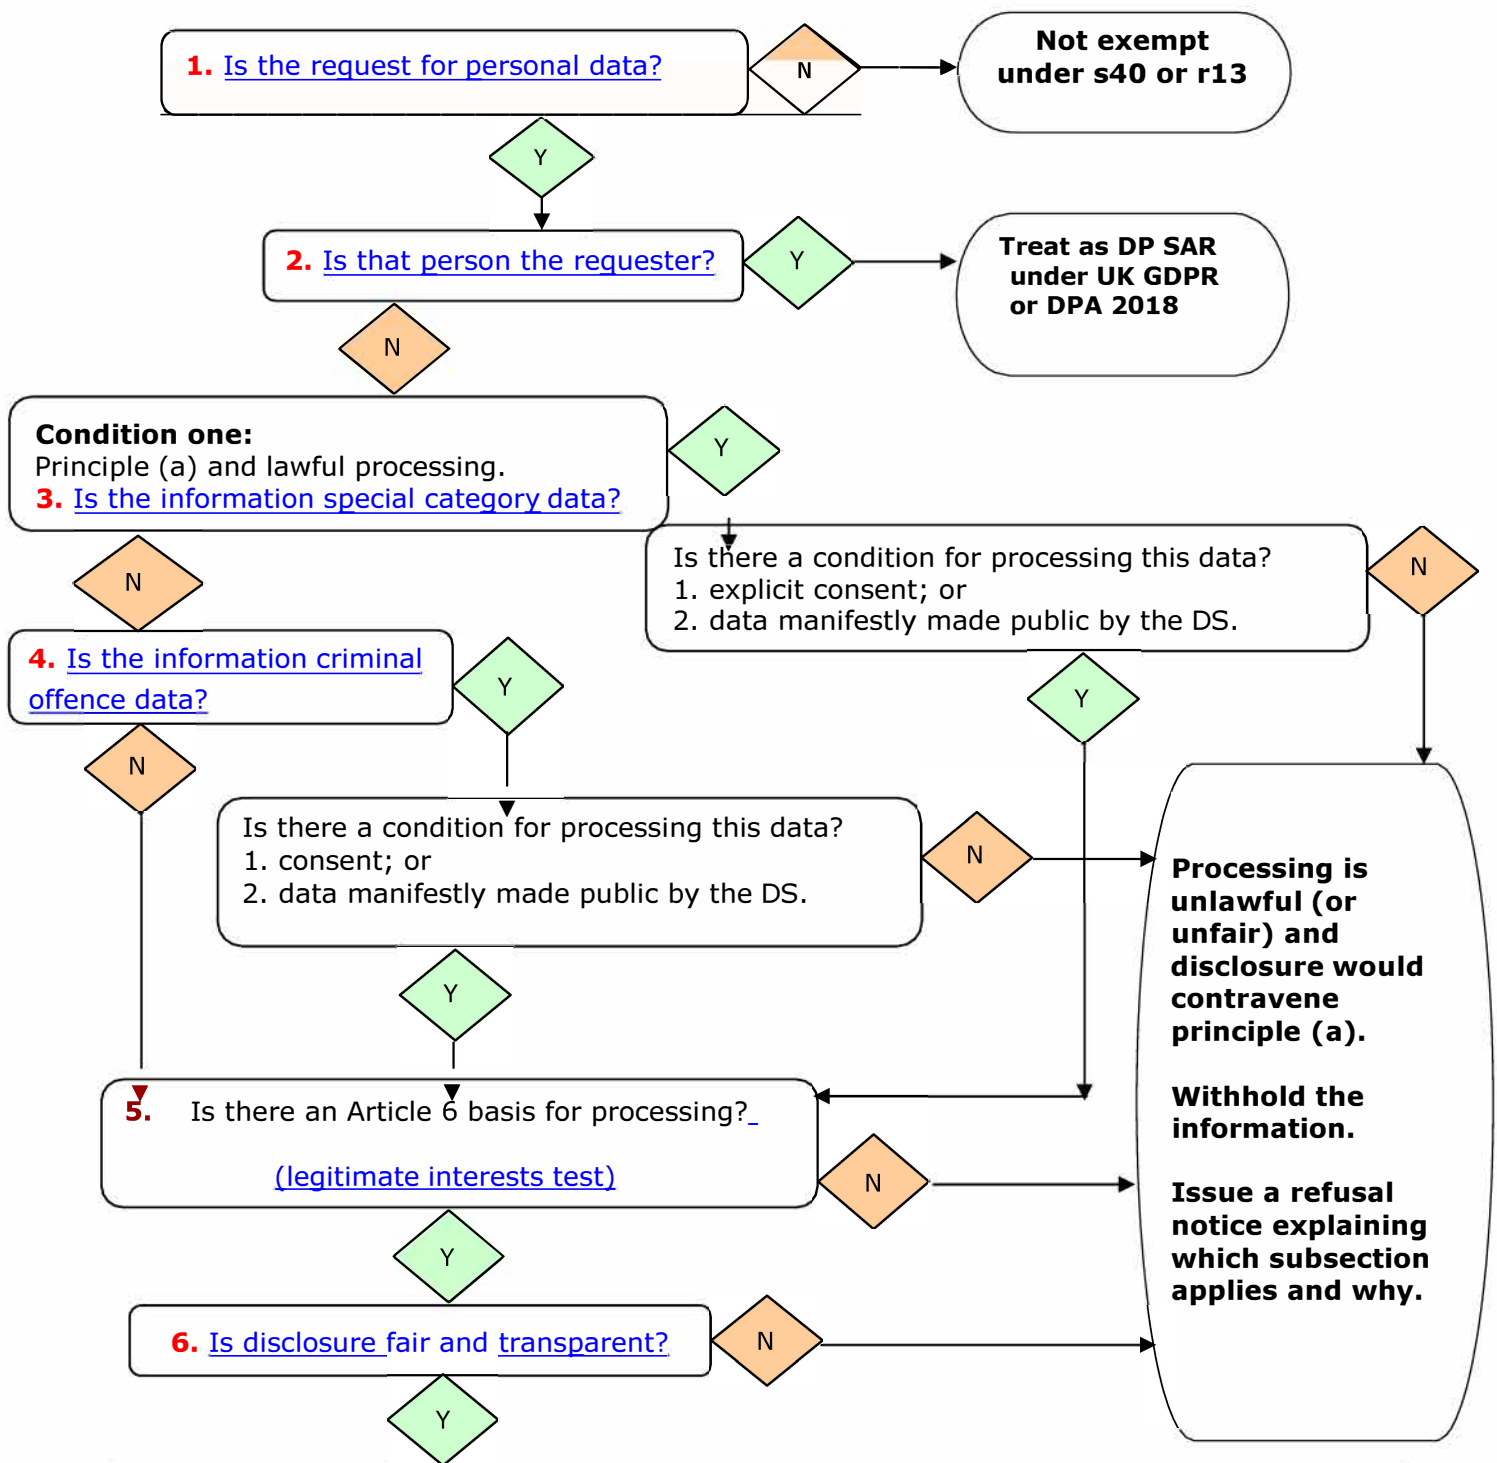 1. Is the request for personal data?
N
Not exempt
under s40 or r13
Y
2. Is that person the requester?
Y
Treat as DP SAR
under UK GDPR
or DPA 2018
N
Condition one:
Principle (a) and lawful processing.
3. Is the information special category data?
Y
N
Is there a condition for processing this data?
1. explicit consent; or
2. data manifestly made public by the DS.
N
Y
4. Is the information criminal
offence data?
Y
N
Is there a condition for processing this data?
1. consent; or
2. data manifestly made public by the DS.
N
Y
Processing is
unlawful (or
unfair) and
disclosure would
contravene
principle (a).
Withhold the
information.
Issue a refusal
notice explaining
which subsection
applies and why.
5. Is there an Article 6 basis for processing?
(legitimate interests test)
N
Y
6. Is disclosure fair and transparent?
N
Y